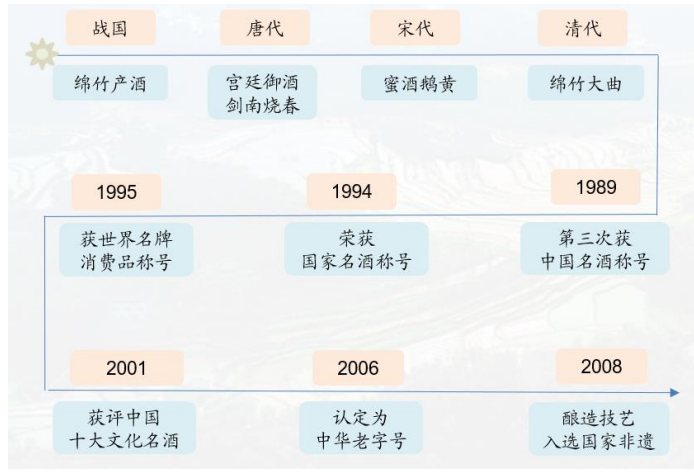 战国
唐代
宋代
清代
绵竹产酒
宫廷御酒
剑南烧春
蜜酒鹅黄
绵竹大曲
1989
第三次获
中国名酒称号
1994
荣获
国家名酒称号
1995
获世界名牌
消费品称号
2001
2006
2008
获评中国
十大文化名酒
认定为
中华老字号
酿造技艺
入选国家非遗